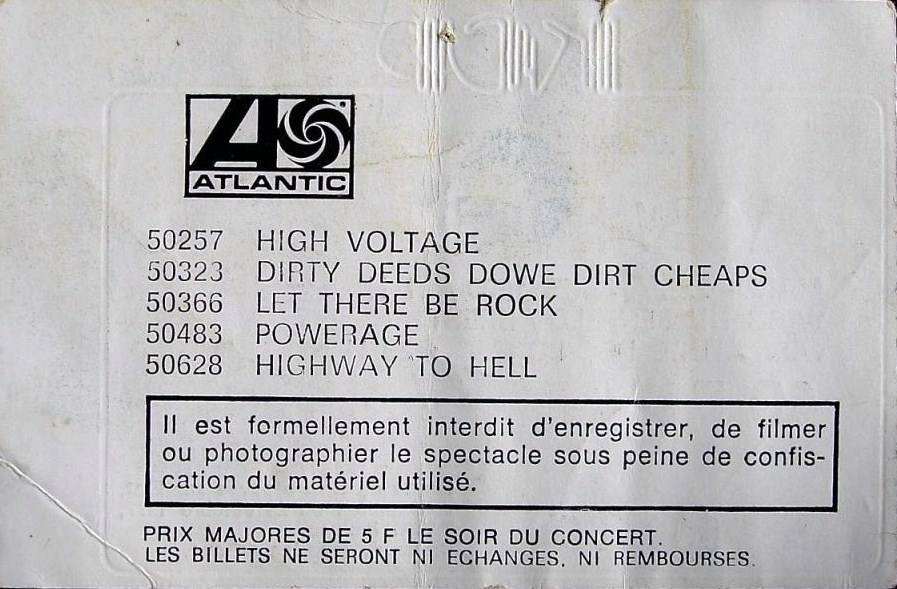 ATLANTIC
50257 HIGH VOLTAGE
50323 DIRTY DEEDS DOWE DIRT CHEAPS
50366 LET THERE BE ROCK
50483 POWERAGE
50628 HIGHWAY TO HELL
Il est formellement interdit d'enregistrer, de filmer
ou photographier le spectacle sous peine de confis-
cation du matériel utilisé.
PRIX MAJORES DE 5 F LE SOIR DU CONCERT.
LES BILLETS NE SERONT NI ECHANGES, NI REMBOURSES.